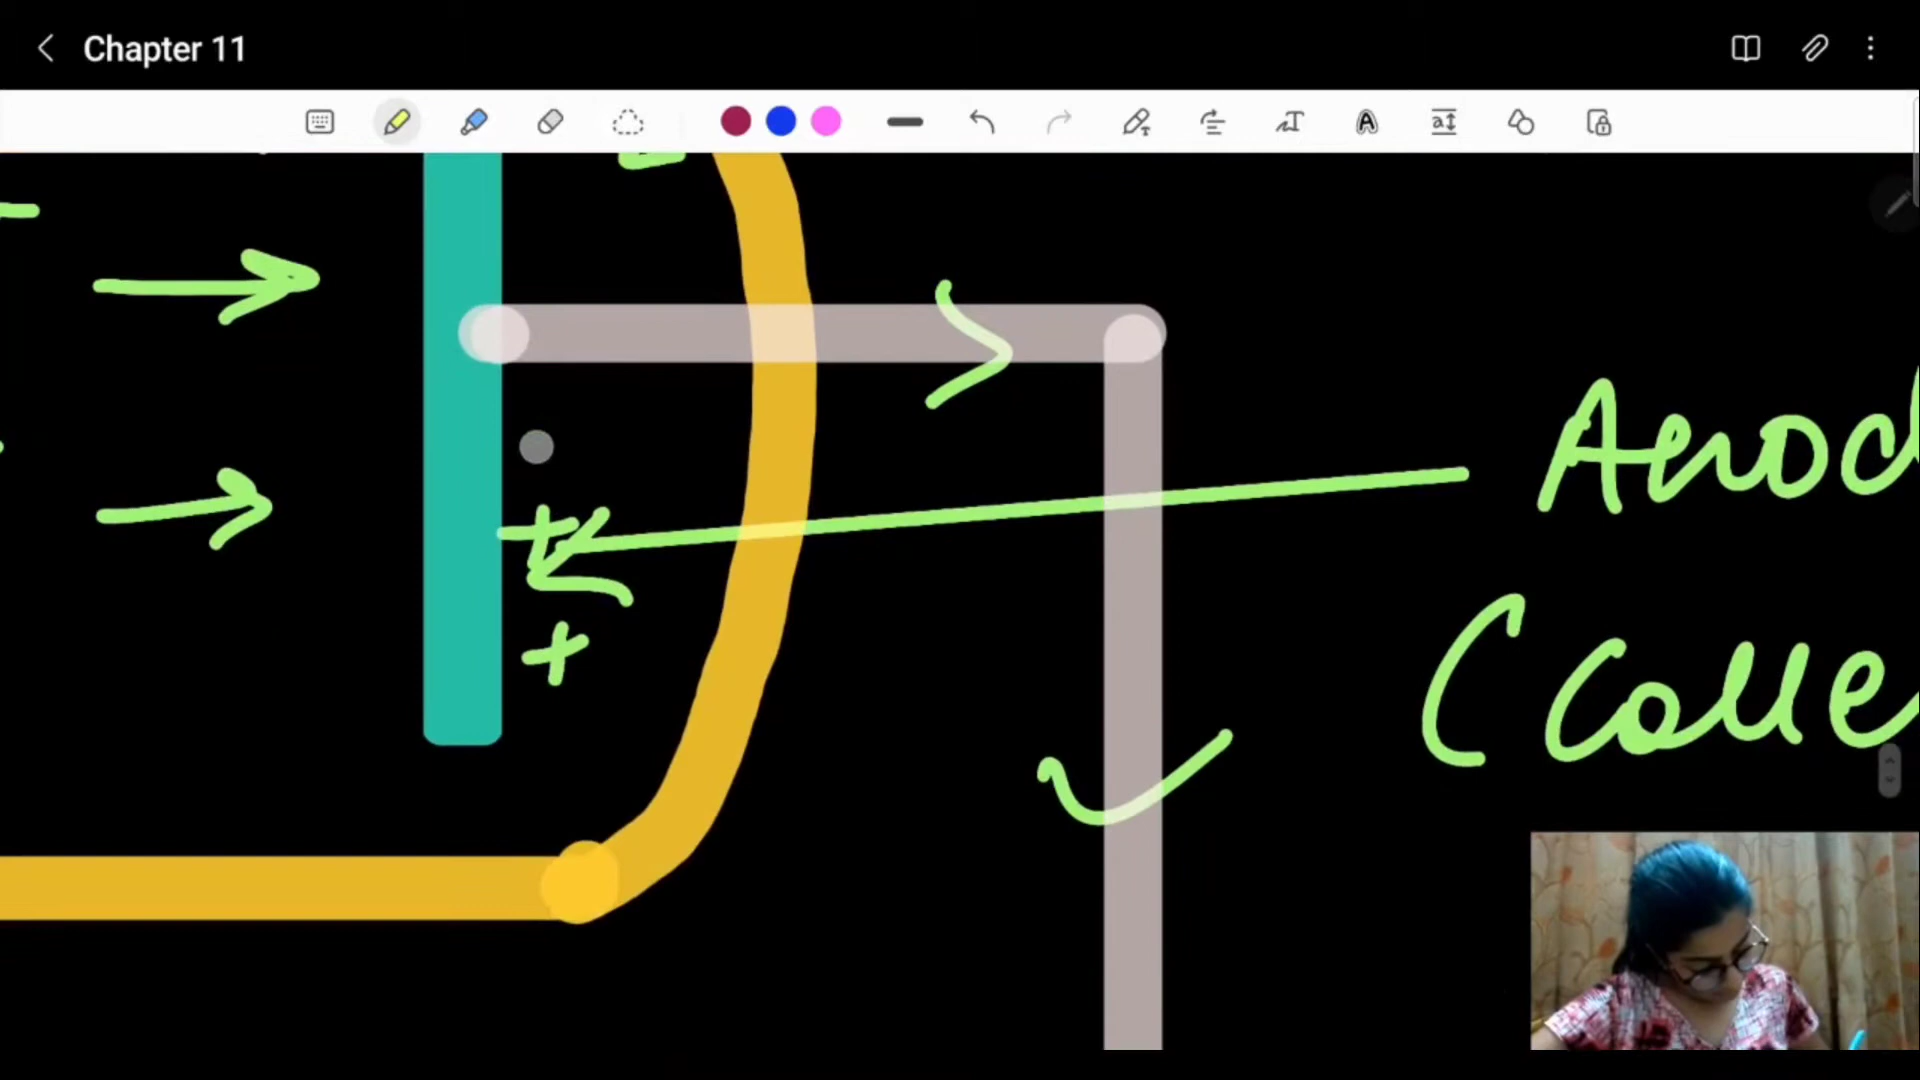 Chapter 11
+
Anod
+
(Colle